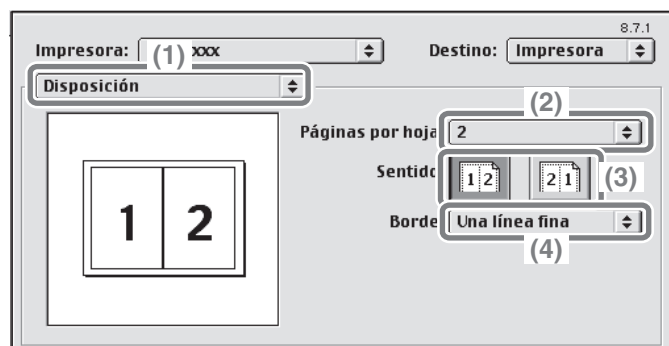 8.7.1
Impresora: (1) xxx Destino: Impresora
Disposición
(2)
Páginas por hoja 2
Sentido 1 2 2 1 (3)
Borde Una línea fina
(4)
1 2